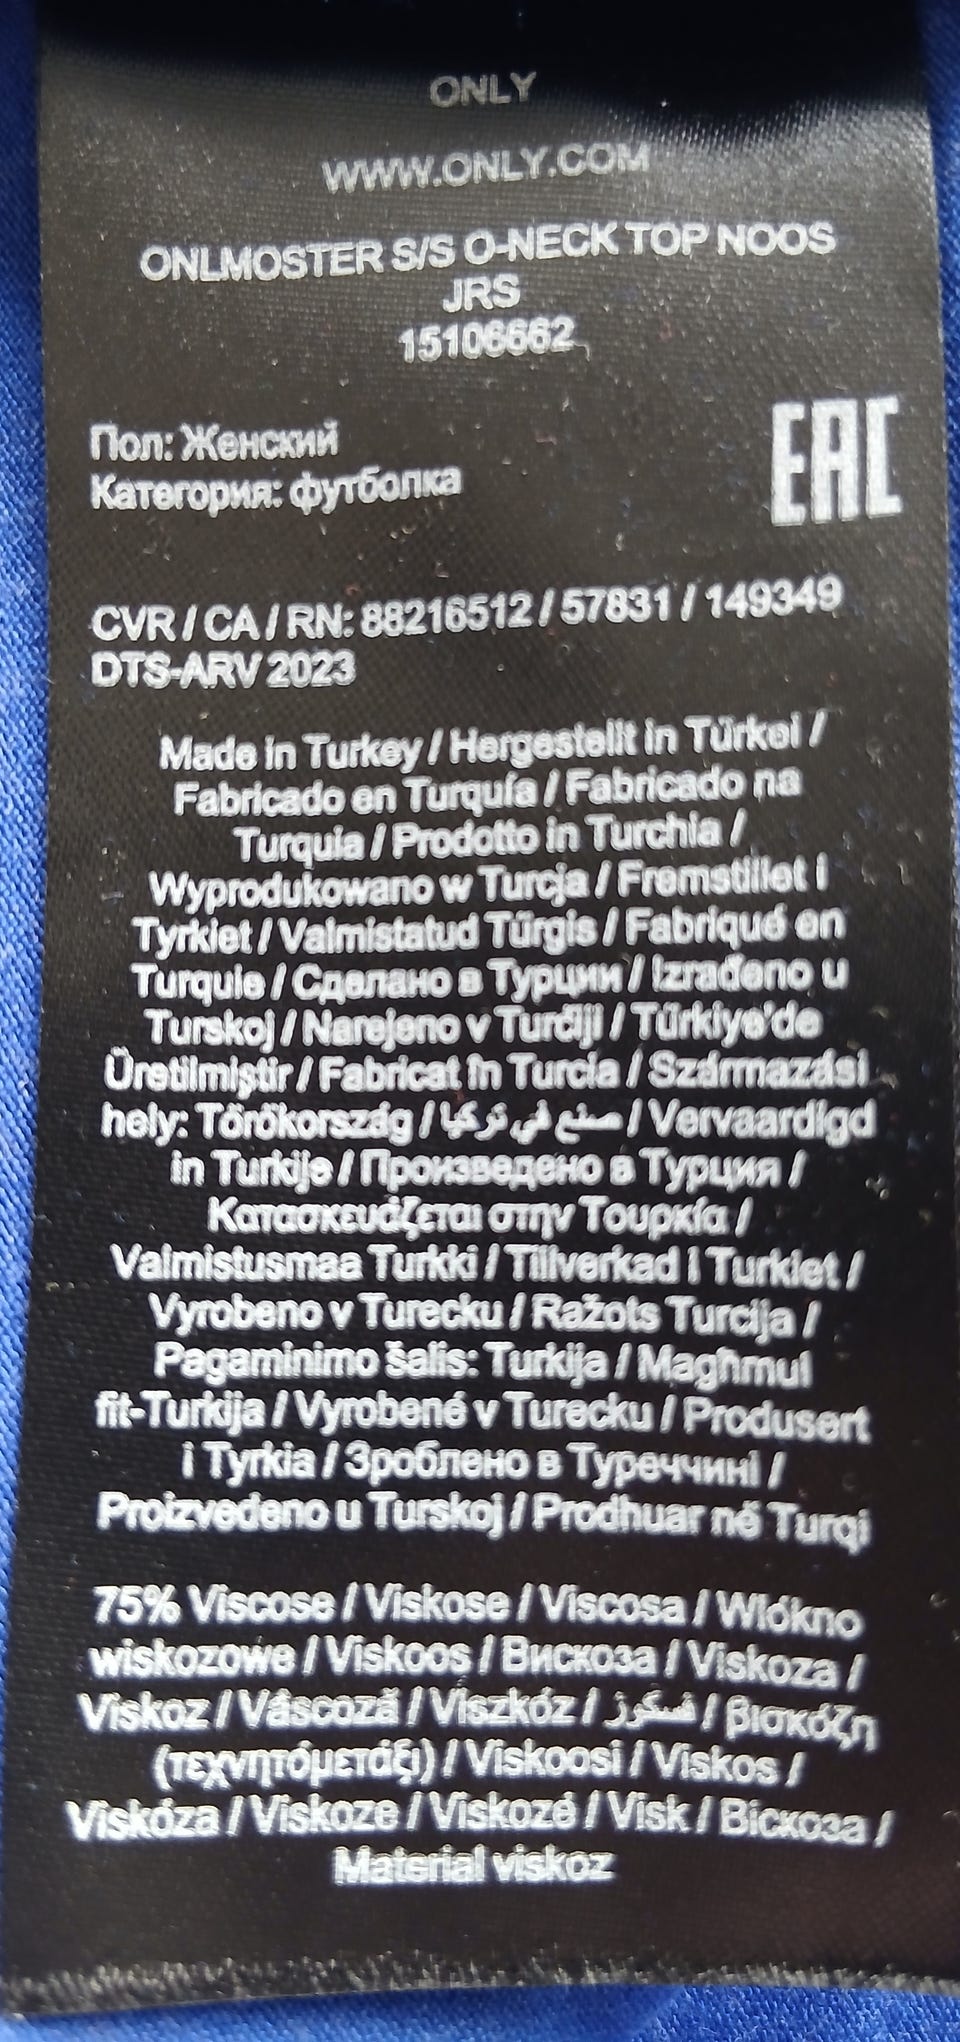 ONLY
WWW.ONLY.COM
ONLMOSTER S/S O-NECK TOP NOOS
JRS
15106662
Пол: Женский
Категория: футболка
EAC
CVR / CA / RN: 88216512 / 57831 / 149349
DTS-ARV 2023
Made in Turkey / Hergestellt in Türkei /
Fabricado en Turquía / Fabricado na
Turquia / Prodotto in Turchia /
Wyprodukowano w Turcja / Fremstillet i
Tyrkiet / Valmistatud Türgis / Fabriqué en
Turquie / Сделано в Турции / Izrađeno u
Turskoj / Narejeno v Turčiji / Türkiye'de
Üretilmiştir / Fabricat în Turcia / Származási
hely: Törökország / صنع في تركيا / Vervaardigd
in Turkije / Произведено в Турция /
Κατασκευάζεται στην Τουρκία /
Valmistusmaa Turkki / Tillverkad i Turkiet /
Vyrobeno v Turecku / Ražots Turcija /
Pagaminimo šalis: Turkija / Magħmul
fit-Turkija / Vyrobené v Turecku / Produsert
i Tyrkia / Зроблено в Туреччині /
Proizvedeno u Turskoj / Prodhuar në Turqi
75% Viscose / Viskose / Viscosa / Włókno
wiskozowe / Viskoos / Вискоза / Viskoza /
Viskoz / Vâscoză / Viszkóz / فسكوز / βισκόζη
(τεχνητόμετάξι) / Viskoosi / Viskos /
Viskóza / Viskoze / Viskozė / Visk / Віскоза /
Material viskoz